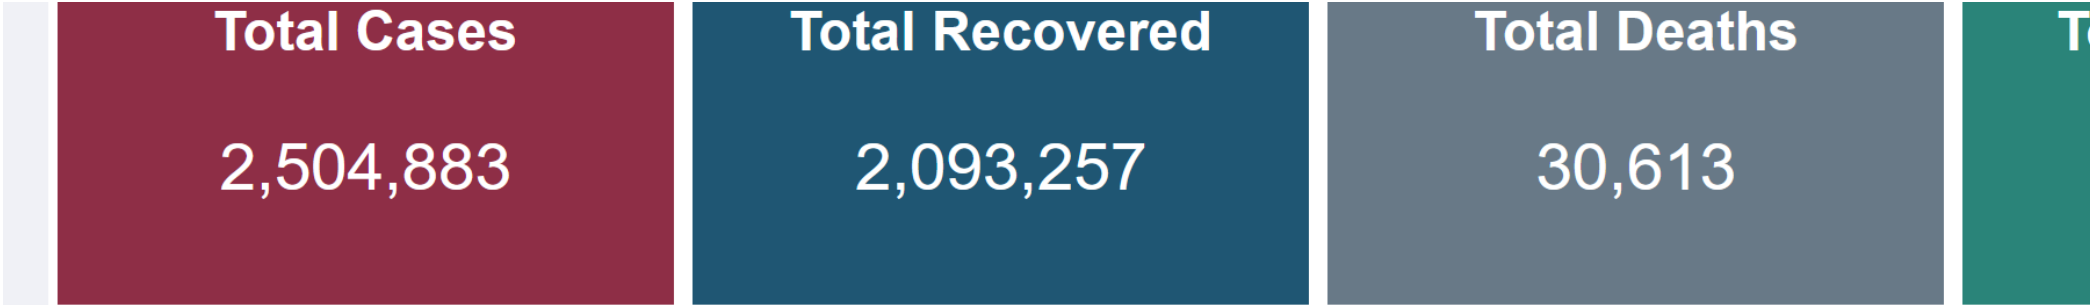 Total Cases
2,504,883
Total Recovered
2,093,257
Total Deaths
30,613